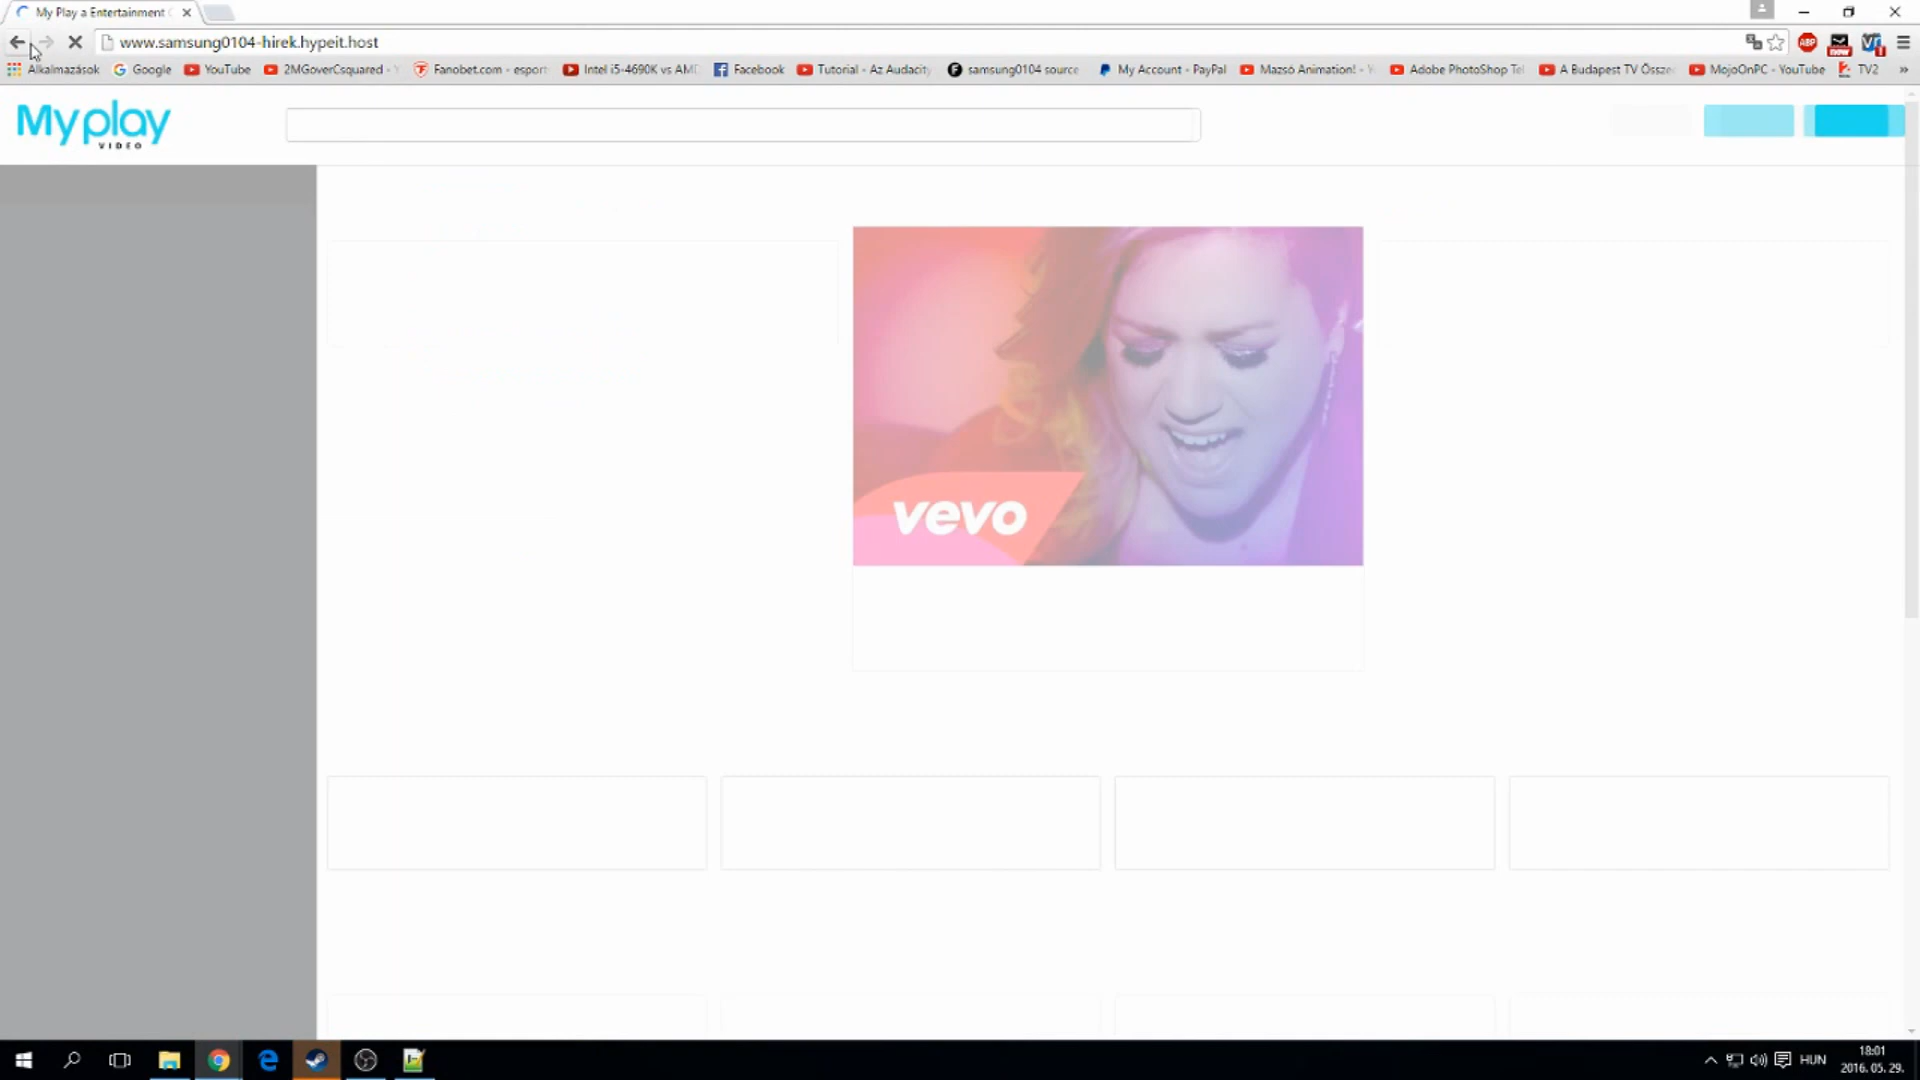 My Play a Entertainment
www.samsung0104-hirek.hypeit.host
ABP
Alkalmazások
Google
YouTube
2MGoverCsquared -
Fanobet.com - esport
Intel i5-4690K vs AMD
Facebook
Tutorial - Az Audacity
samsung0104 source
My Account - PayPal
Mazsó Animation! -
Adobe PhotoShop Tel
A Budapest TV Össze
MojoOnPC - YouTube
TV2
»
Myplay
VIDEO
vevo
HUN
18:01
2016. 05. 29.